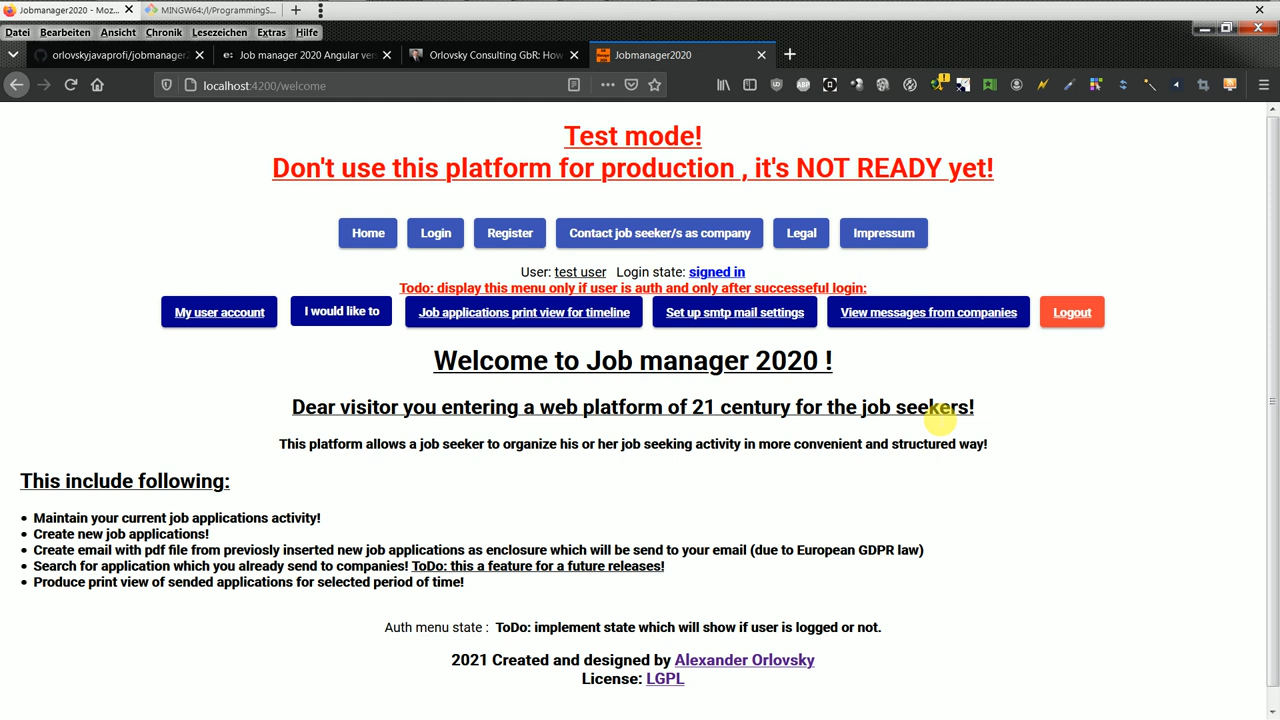 Jobmanager2020 - Moz...
MINGW64:/l/ProgrammingS...
Datei Bearbeiten Ansicht Chronik Lesezeichen Extras Hilfe
orlovskyjavaprofi/jobmanager2
e: Job manager 2020 Angular ver
Orlovsky Consulting GbR: How
Jobmanager2020
localhost:4200/welcome
Test mode!
Don't use this platform for production , it's NOT READY yet!
Home Login Register Contact job seeker/s as company Legal Impressum
User: test user Login state: signed in
Todo: display this menu only if user is auth and only after successeful login:
My user account I would like to Job applications print view for timeline Set up smtp mail settings View messages from companies Logout
Welcome to Job manager 2020 !
Dear visitor you entering a web platform of 21 century for the job seekers!
This platform allows a job seeker to organize his or her job seeking activity in more convenient and structured way!
This include following:
• Maintain your current job applications activity!
• Create new job applications!
• Create email with pdf file from previosly inserted new job applications as enclosure which will be send to your email (due to European GDPR law)
• Search for application which you already send to companies! ToDo: this a feature for a future releases!
• Produce print view of sended applications for selected period of time!
Auth menu state : ToDo: implement state which will show if user is logged or not.
2021 Created and designed by Alexander Orlovsky
License: LGPL